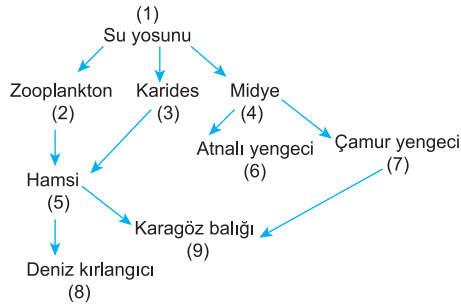 (1)
Su yosunu
Zooplankton
(2)
Karides
(3)
Midye
(4)
Atnalı yengeci
(6)
Çamur yengeci
(7)
Hamsi
(5)
Karagöz balığı
(9)
Deniz kırlangıcı
(8)